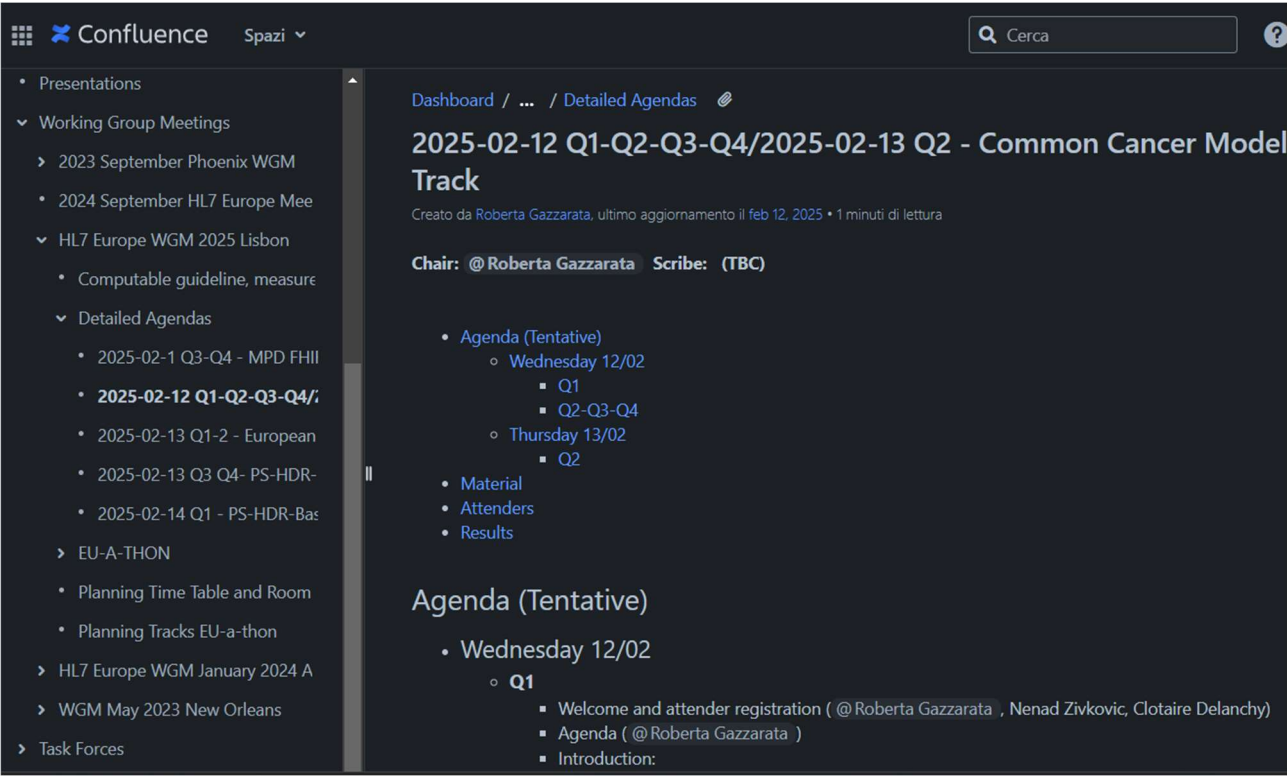 Confluence Spazi Cerca ?
Presentations
Working Group Meetings
2023 September Phoenix WGM
2024 September HL7 Europe Mee
HL7 Europe WGM 2025 Lisbon
Computable guideline, measure
Detailed Agendas
2025-02-1 Q3-Q4 - MPD FHI
2025-02-12 Q1-Q2-Q3-Q4/2
2025-02-13 Q1-2 - European
2025-02-13 Q3 Q4- PS-HDR-
2025-02-14 Q1 - PS-HDR-Bas
EU-A-THON
Planning Time Table and Room
Planning Tracks EU-a-thon
HL7 Europe WGM January 2024 A
WGM May 2023 New Orleans
Task Forces
Dashboard / ... / Detailed Agendas
2025-02-12 Q1-Q2-Q3-Q4/2025-02-13 Q2 - Common Cancer Model
Track
Creato da Roberta Gazzarata, ultimo aggiornamento il feb 12, 2025 • 1 minuti di lettura
Chair: @Roberta Gazzarata Scribe: (TBC)
Agenda (Tentative)
Wednesday 12/02
Q1
Q2-Q3-Q4
Thursday 13/02
Q2
Material
Attenders
Results
Agenda (Tentative)
Wednesday 12/02
Q1
Welcome and attender registration ( @Roberta Gazzarata , Nenad Zivkovic, Clotaire Delanchy)
Agenda ( @Roberta Gazzarata )
Introduction: